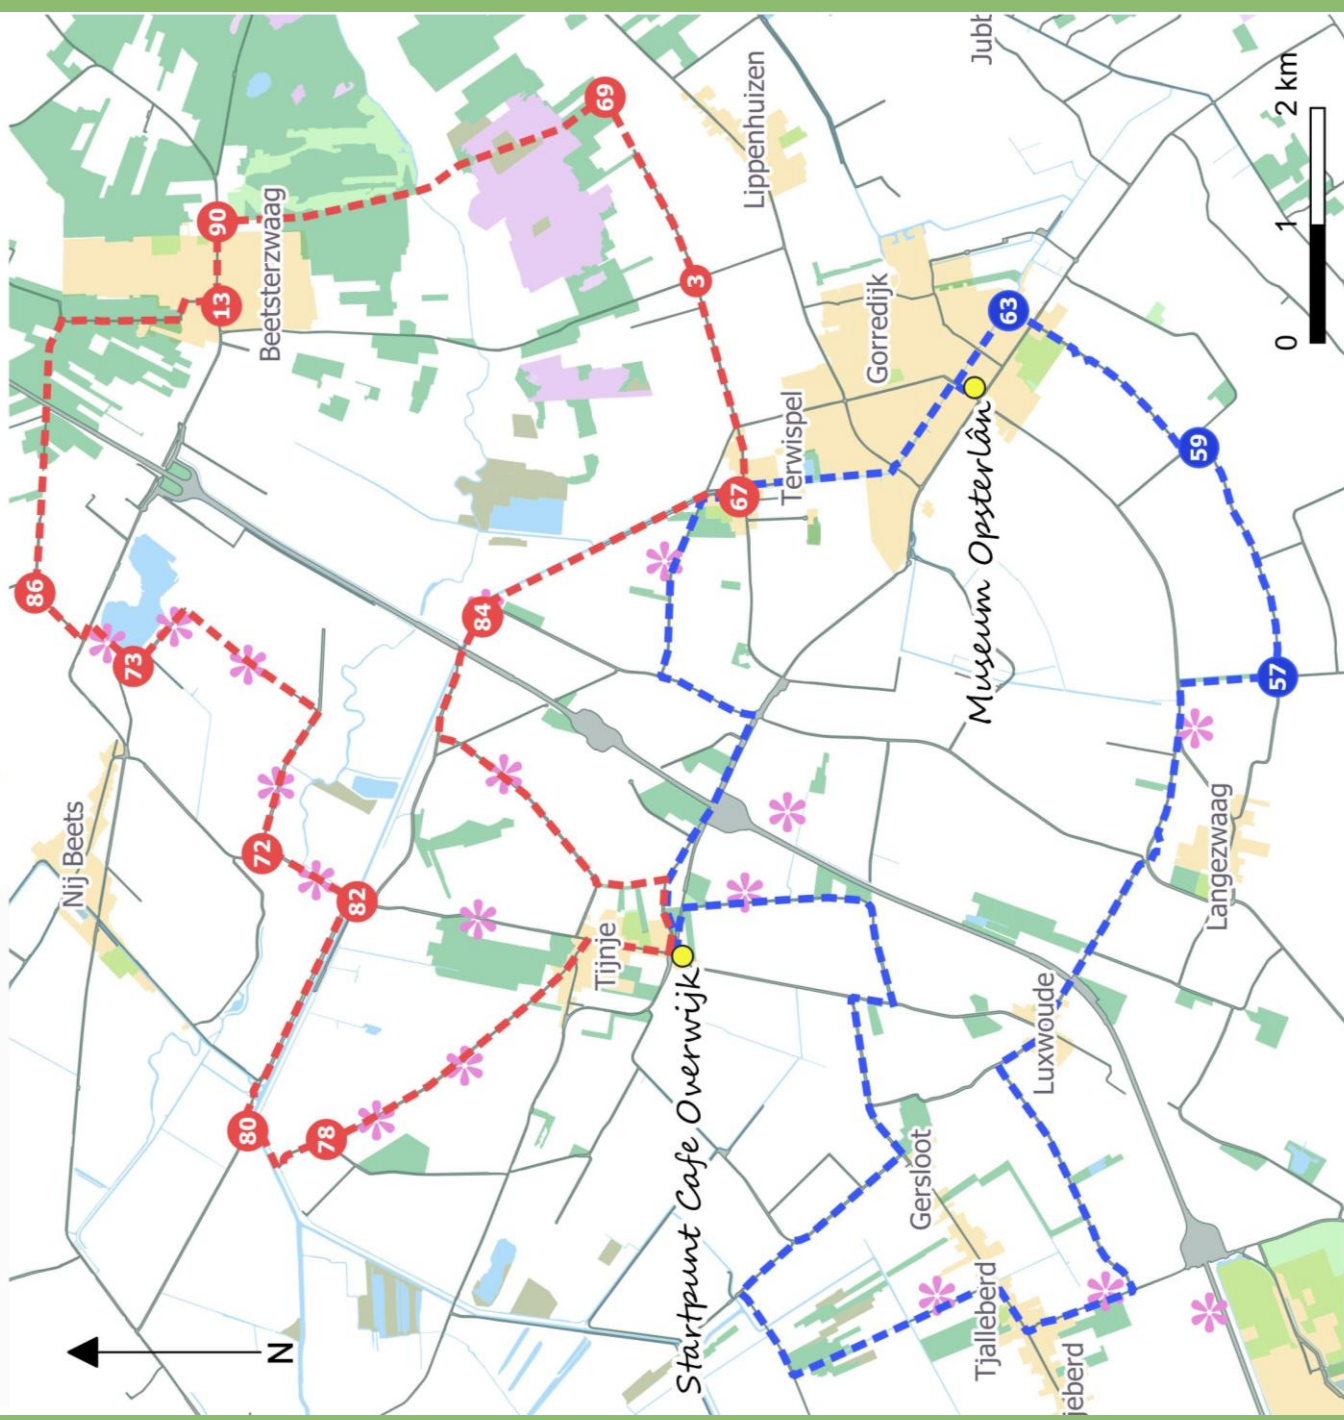 Jubb
0 1 2 km
Lippenhuizen
69
90
13
Beetsterzwaag
3
Gorredijk
63
Terwispel
67
Museum Opsterlân
59
86
84
73
57
Nij Beets
72
82
Langezwaag
Tijnje
Startpunt Cafe Overwijk
Luxwoude
80
78
Gersloot
Tjalleberd
jeberd
N